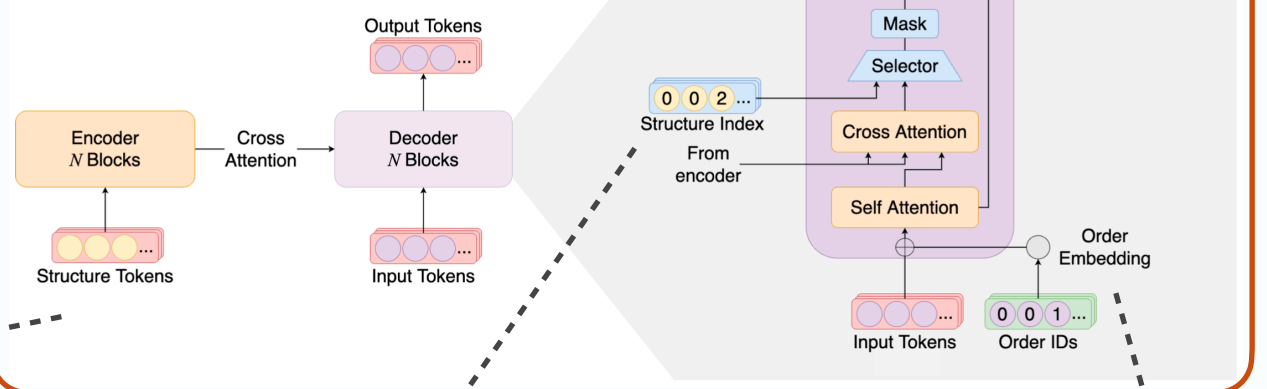 Output Tokens
...
Encoder
N Blocks
Cross
Attention
Decoder
N Blocks
...
Structure Tokens
...
Input Tokens
Mask
Selector
0 0 2 ...
Structure Index
Cross Attention
From
encoder
Self Attention
Order
Embedding
...
Input Tokens
0 0 1 ...
Order IDs